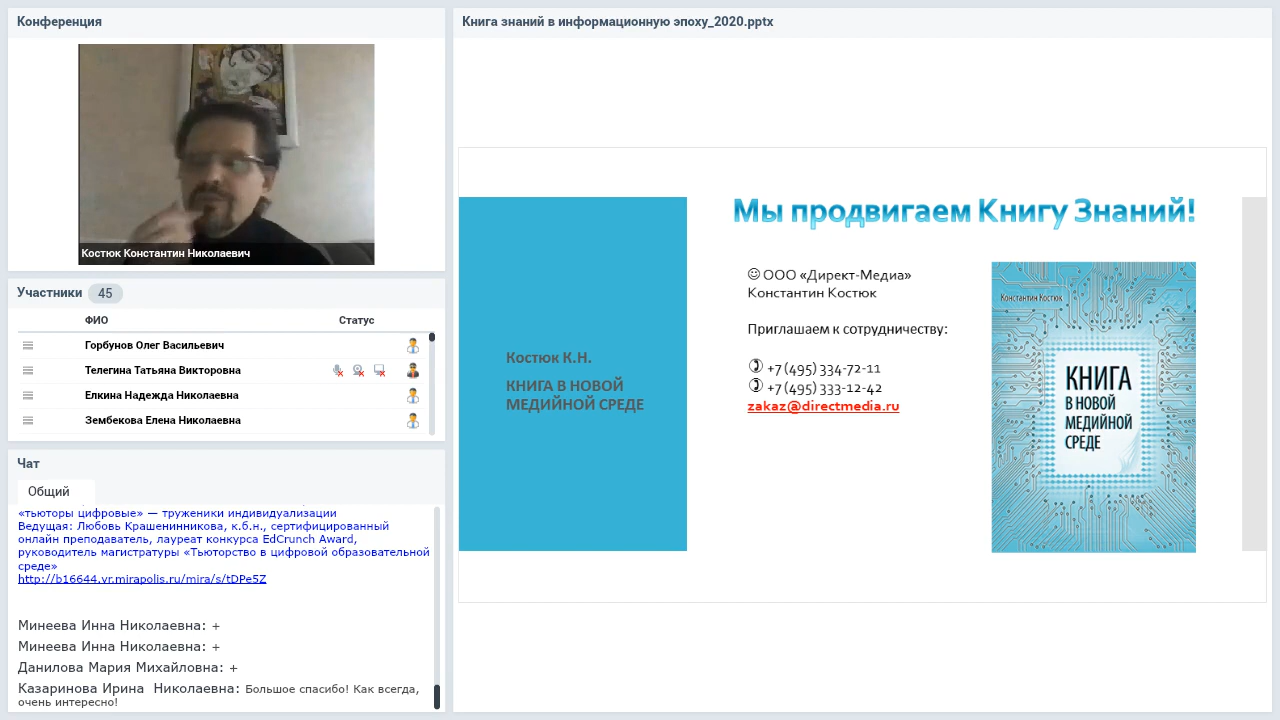 Конференция
Костюк Константин Николаевич
Участники 45
ФИО Статус
Горбунов Олег Васильевич
Телегина Татьяна Викторовна
Елкина Надежда Николаевна
Зембекова Елена Николаевна
Чат
Общий
«тьюторы цифровые» — труженики индивидуализации
Ведущая: Любовь Крашенинникова, к.б.н., сертифицированный
онлайн преподаватель, лауреат конкурса EdCrunch Award,
руководитель магистратуры «Тьюторство в цифровой образовательной
среде»
http://b16644.vr.mirapolis.ru/mira/s/tDPe5Z
Минеева Инна Николаевна: +
Минеева Инна Николаевна: +
Данилова Мария Михайловна: +
Казаринова Ирина  Николаевна: Большое спасибо! Как всегда,
очень интересно!
Книга знаний в информационную эпоху_2020.pptx
Костюк К.Н.
КНИГА В НОВОЙ
МЕДИЙНОЙ СРЕДЕ
Мы продвигаем Книгу Знаний!
☺ ООО «Директ-Медиа»
Константин Костюк
Приглашаем к сотрудничеству:
✆ +7 (495) 334-72-11
✆ +7 (495) 333-12-42
zakaz@directmedia.ru
Константин Костюк
КНИГА
В НОВОЙ
МЕДИЙНОЙ
СРЕДЕ